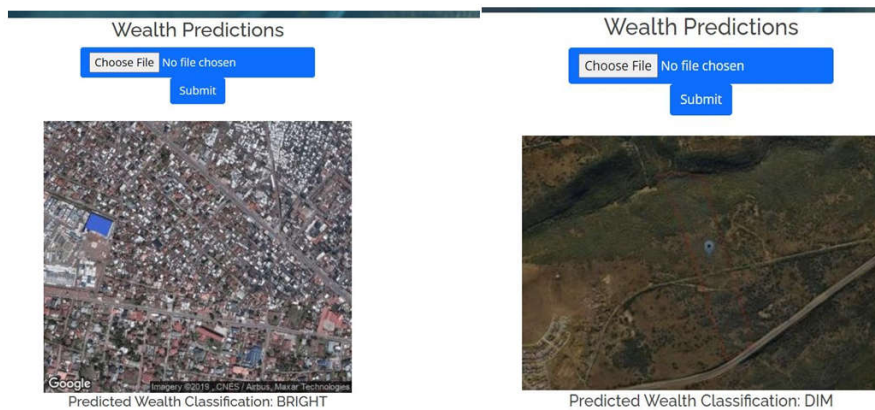 Wealth Predictions
Choose File No file chosen
Submit
Google
Imagery ©2019 , CNES / Airbus, Maxar Technologies
Predicted Wealth Classification: BRIGHT
Wealth Predictions
Choose File No file chosen
Submit
Predicted Wealth Classification: DIM